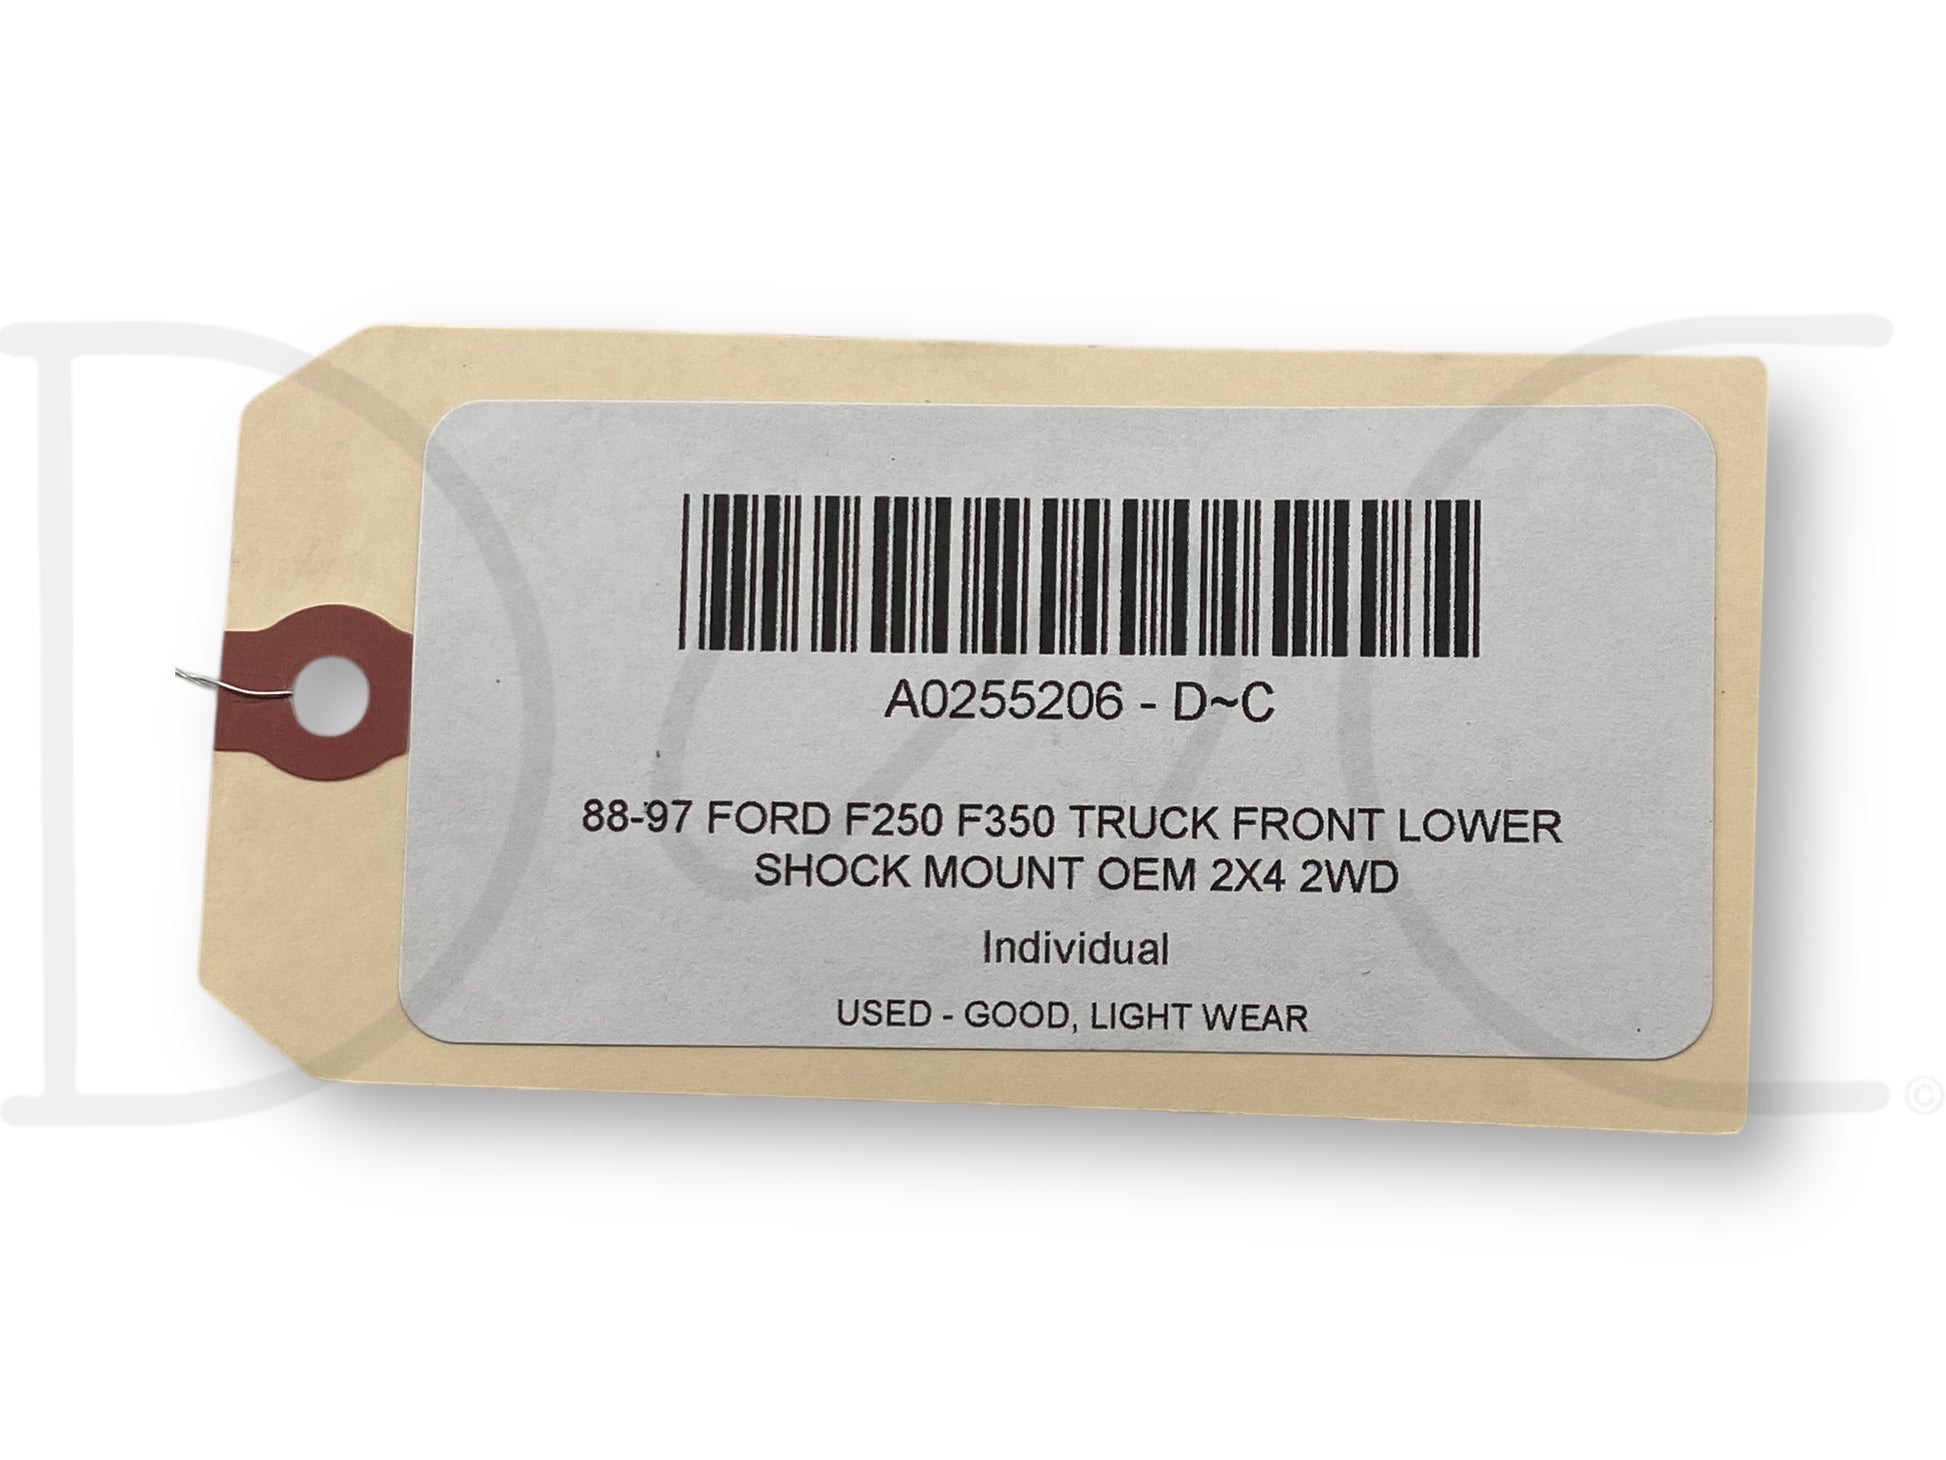 A0255206 - D~C
88-97 FORD F250 F350 TRUCK FRONT LOWER
SHOCK MOUNT OEM 2X4 2WD
Individual
USED - GOOD, LIGHT WEAR
D C ©